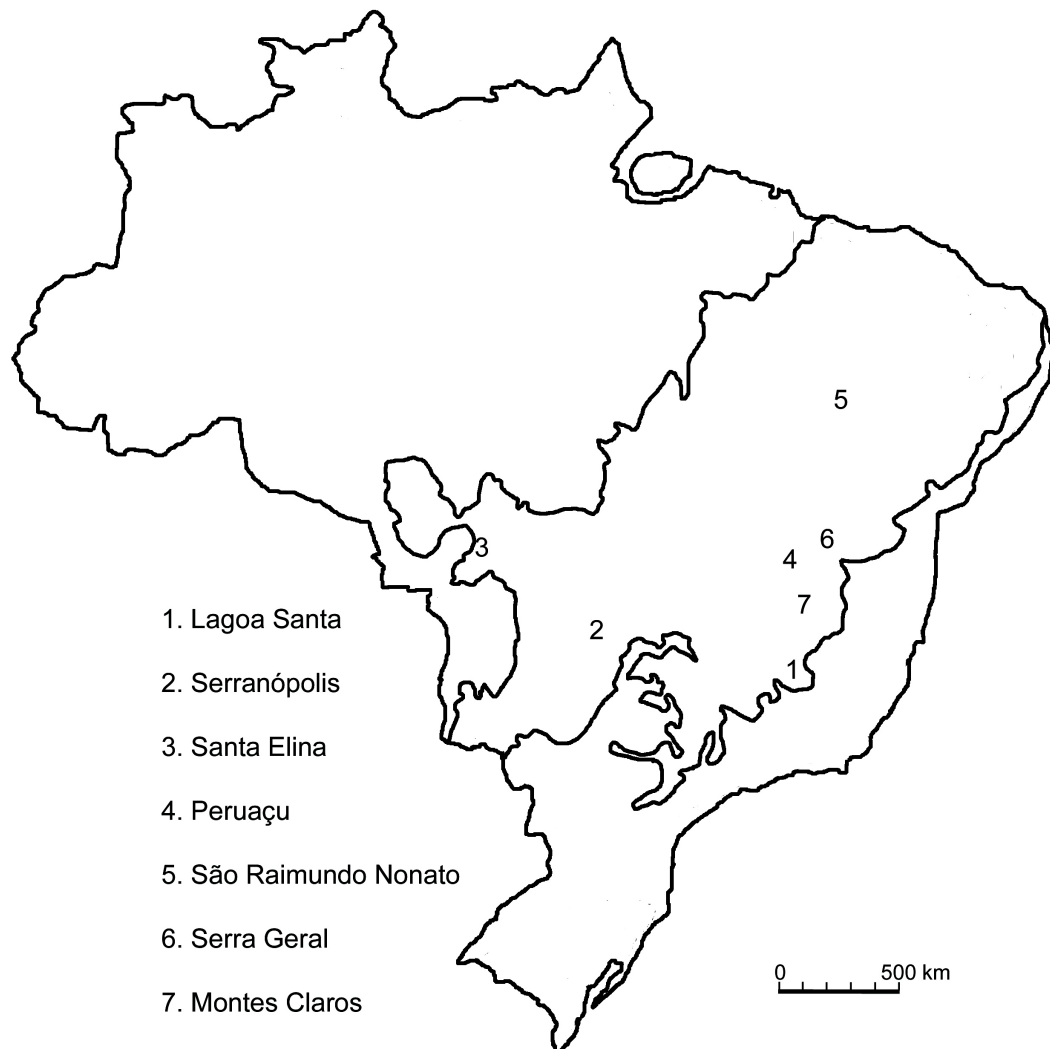 5
6
3
4
7
2
1
1. Lagoa Santa
2. Serranópolis
3. Santa Elina
4. Peruaçu
5. São Raimundo Nonato
6. Serra Geral
7. Montes Claros
0 500 km